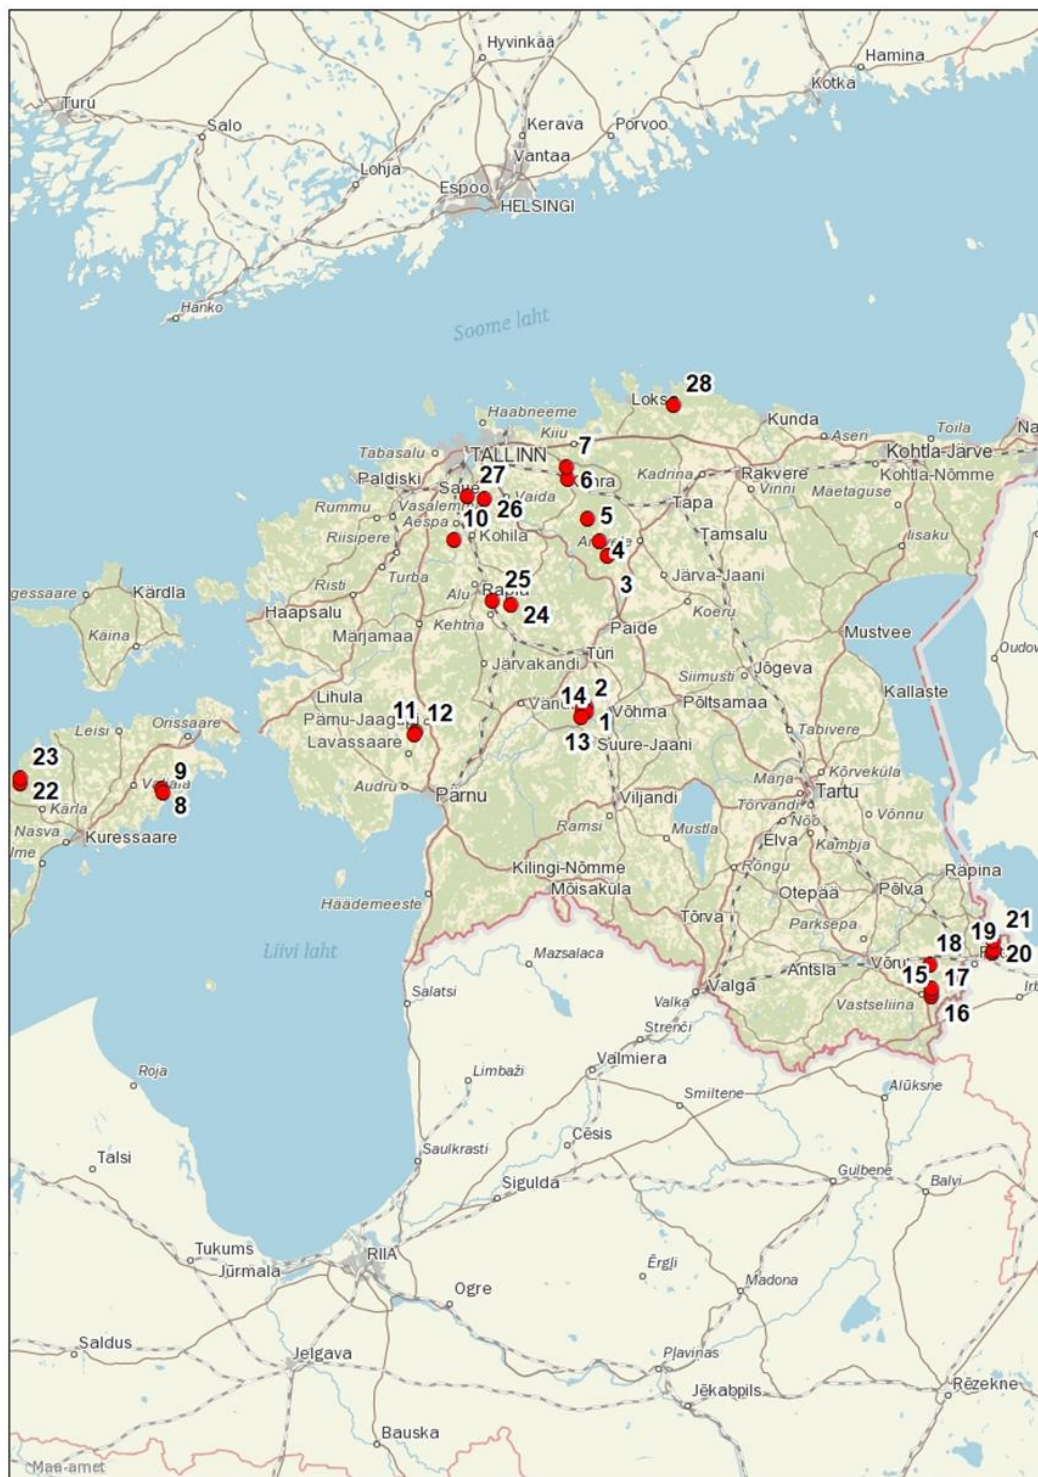 Hyvinkää
Hamina
Kotka
Turu
Salo
Kerava
Porvoo
Vantaa
Lohja
Espoo
HELSINGI
Hanko
Soome laht
28
Loksa
Haabneeme
Kunda
Kiiu
7
Aseri
Toila
Tabasalu
TALLINN
Kohtla-Järve
Paldiski
Saue
27
6
Kadrina
Rakvere
Kohtla-Nõmme
Vasalemma
Vaida
Vinni
Mäetaguse
Rummu
26
Tapa
Aespa
10
5
Riisipere
Kohila
Tamsalu
Iisaku
4
Turba
Järva-Jaani
Kärdla
Risti
Alu
Rapla
25
3
Haapsalu
24
Koeru
Käina
Märjamaa
Kehtna
Paide
Mustvee
Türi
Järvakandi
Siimusti
Jõgeva
Lihula
14
2
Kallaste
Orissaare
11
12
Põltsamaa
Leisi
Võhma
1
Tabivere
Lavassaare
13
Suure-Jaani
23
9
Kõrveküla
22
Audru
Marja
8
Pärnu
Viljandi
Tartu
Kärla
Tõrvandi
Ramsi
Võnnu
Nasva
Kuressaare
Mustla
Nõo
Elva
Kambja
Kilingi-Nõmme
Rõngu
Mõisaküla
Otepää
Põlva
Räpina
Häädemeeste
Tõrva
Parksepa
21
Liivi laht
18
19
Mazsalaca
20
Antsla
Võru
15
17
Valga
Salatsi
Valka
Vastseliina
16
Strenči
Valmiera
Roja
Limbaži
Smiltene
Alūksne
Cēsis
Saulkrasti
Talsi
Gulbene
Sigulda
Balvi
Tukums
RIIA
Jūrmala
Ērgļi
Madona
Ogre
Saldus
Jelgava
Pļaviņas
Jēkabpils
Rēzekne
Bauska
Maa-amet